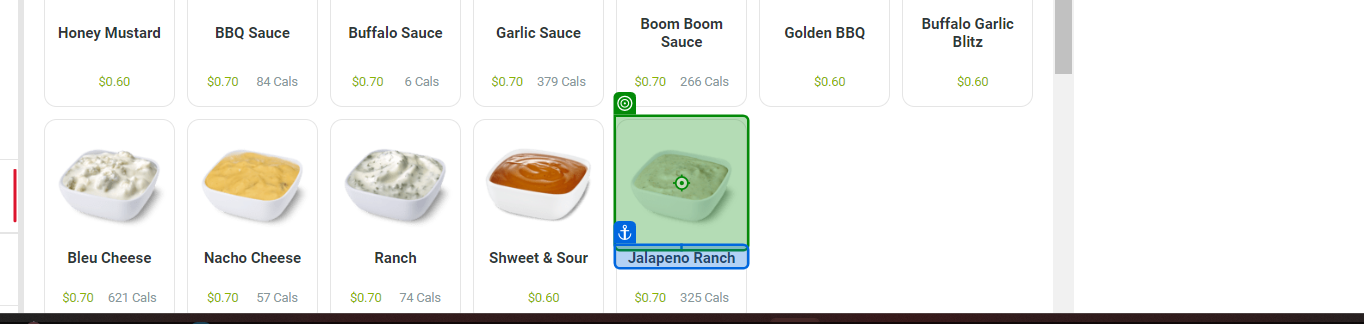 Honey Mustard
BBQ Sauce
Buffalo Sauce
Garlic Sauce
Boom Boom
Sauce
Golden BBQ
Buffalo Garlic
Blitz
$0.60
$0.70 84 Cals
$0.70 6 Cals
$0.70 379 Cals
$0.70 266 Cals
$0.60
$0.60
Bleu Cheese
Nacho Cheese
Ranch
Shweet & Sour
Jalapeno Ranch
$0.70 621 Cals
$0.70 57 Cals
$0.70 74 Cals
$0.60
$0.70 325 Cals